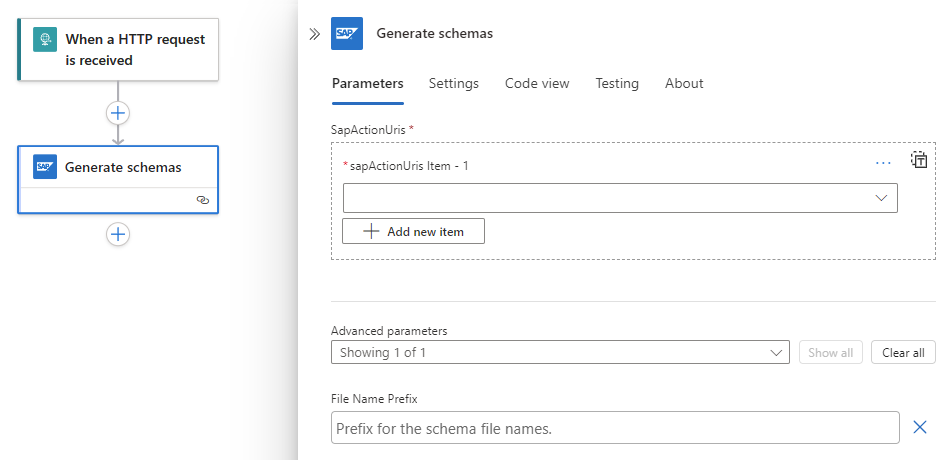 When a HTTP request
is received
SAP
Generate schemas
SAP
Generate schemas
Parameters
Settings
Code view
Testing
About
SapActionUris *
* sapActionUris Item - 1
...
T
Add new item
Advanced parameters
Showing 1 of 1
Show all
Clear all
File Name Prefix
Prefix for the schema file names.